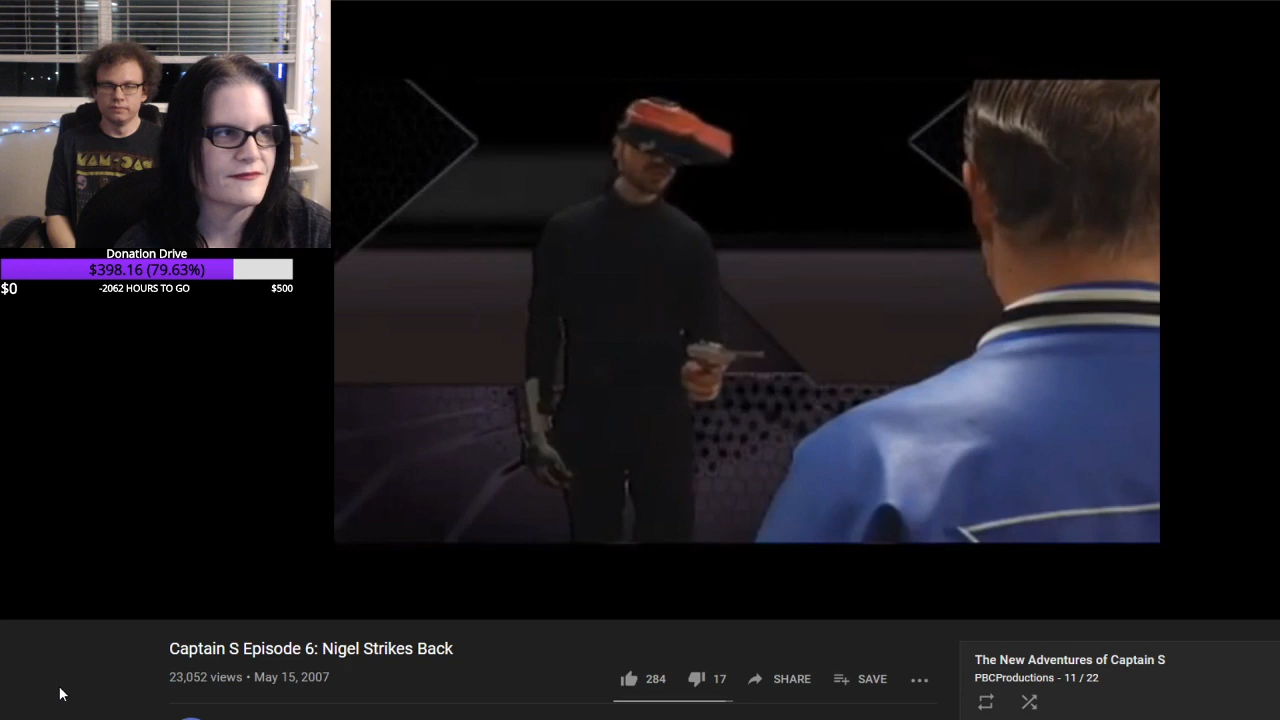 Donation Drive
$398.16 (79.63%)
$0
-2062 HOURS TO GO
$500
Captain S Episode 6: Nigel Strikes Back
23,052 views • May 15, 2007
284
17
SHARE
SAVE
The New Adventures of Captain S
PBCProductions - 11 / 22